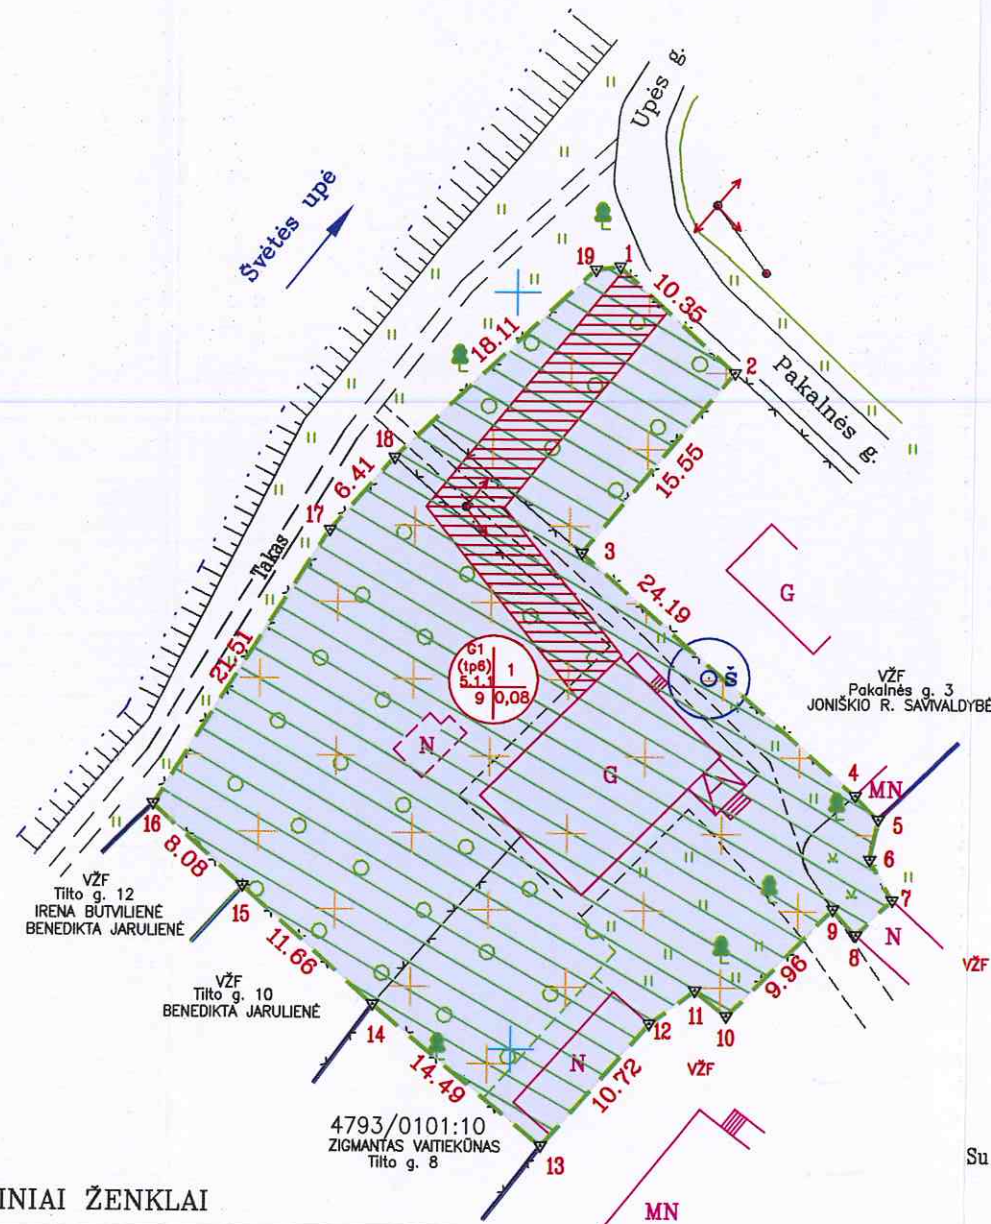 Upės g.
Švėtės upė
19
1
10.35
18.11
2
Pakalnės g.
18
6.41
15.55
17
3
Takas
24.19
G
G1
(tp6)
5.1.1
1
9
0,08
Š
21.51
VŽF
Pakalnės g. 3
JONIŠKIO R. SAVIVALDYBĖ
N
G
4
MN
5
16
6
8.08
7
VŽF
Tilto g. 12
IRENA BUTVILIENĖ
BENEDIKTA JARULIENĖ
15
9
8
N
11.66
9.96
VŽF
VŽF
Tilto g. 10
BENEDIKTA JARULIENĖ
14
11
10
12
N
VŽF
14.49
10.72
4793/0101:10
ZIGMANTAS VAITIEKŪNAS
Tilto g. 8
13
Su
INIAI ŽENKLAI
MN